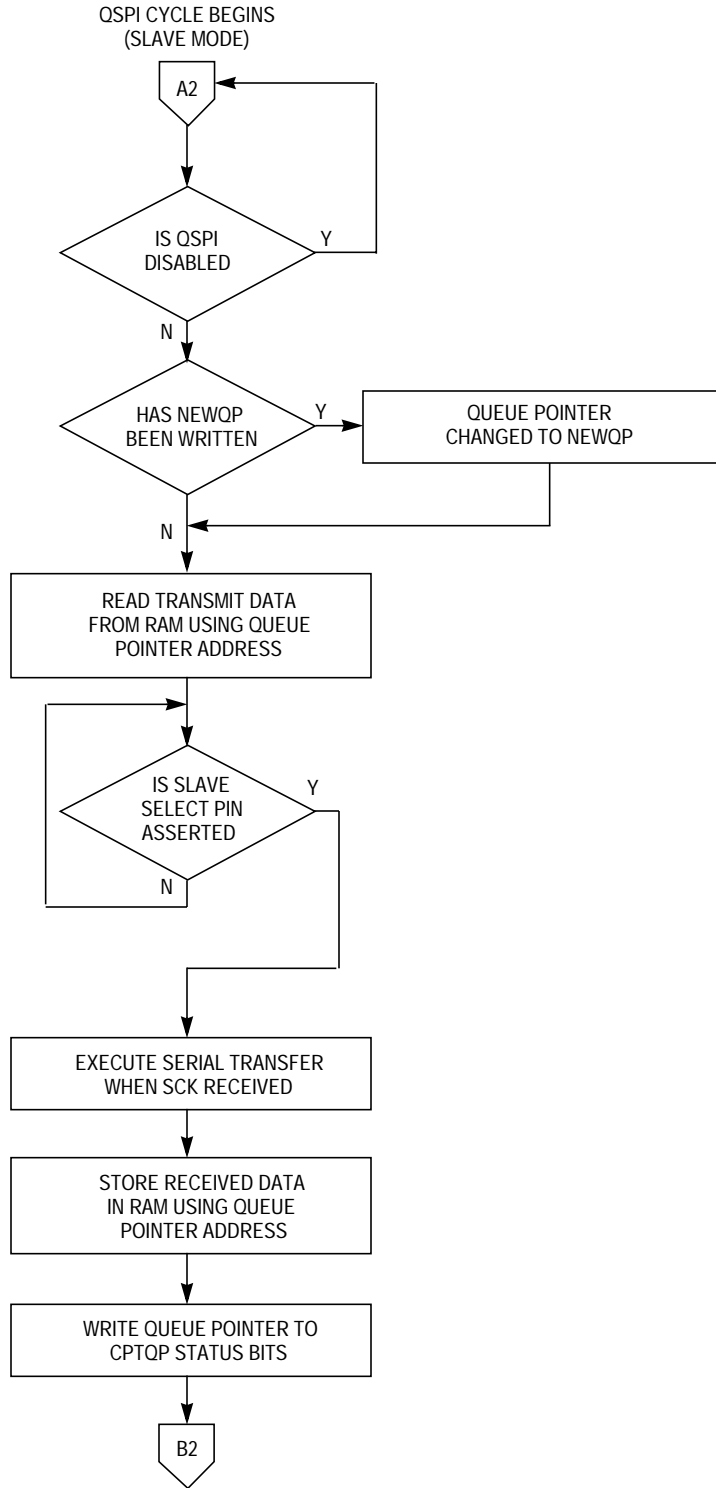 QSPI CYCLE BEGINS
(SLAVE MODE)
A2
IS QSPI
DISABLED
Y
N
HAS NEWQP
BEEN WRITTEN
Y
QUEUE POINTER
CHANGED TO NEWQP
N
READ TRANSMIT DATA
FROM RAM USING QUEUE
POINTER ADDRESS
IS SLAVE
SELECT PIN
ASSERTED
Y
N
EXECUTE SERIAL TRANSFER
WHEN SCK RECEIVED
STORE RECEIVED DATA
IN RAM USING QUEUE
POINTER ADDRESS
WRITE QUEUE POINTER TO
CPTQP STATUS BITS
B2